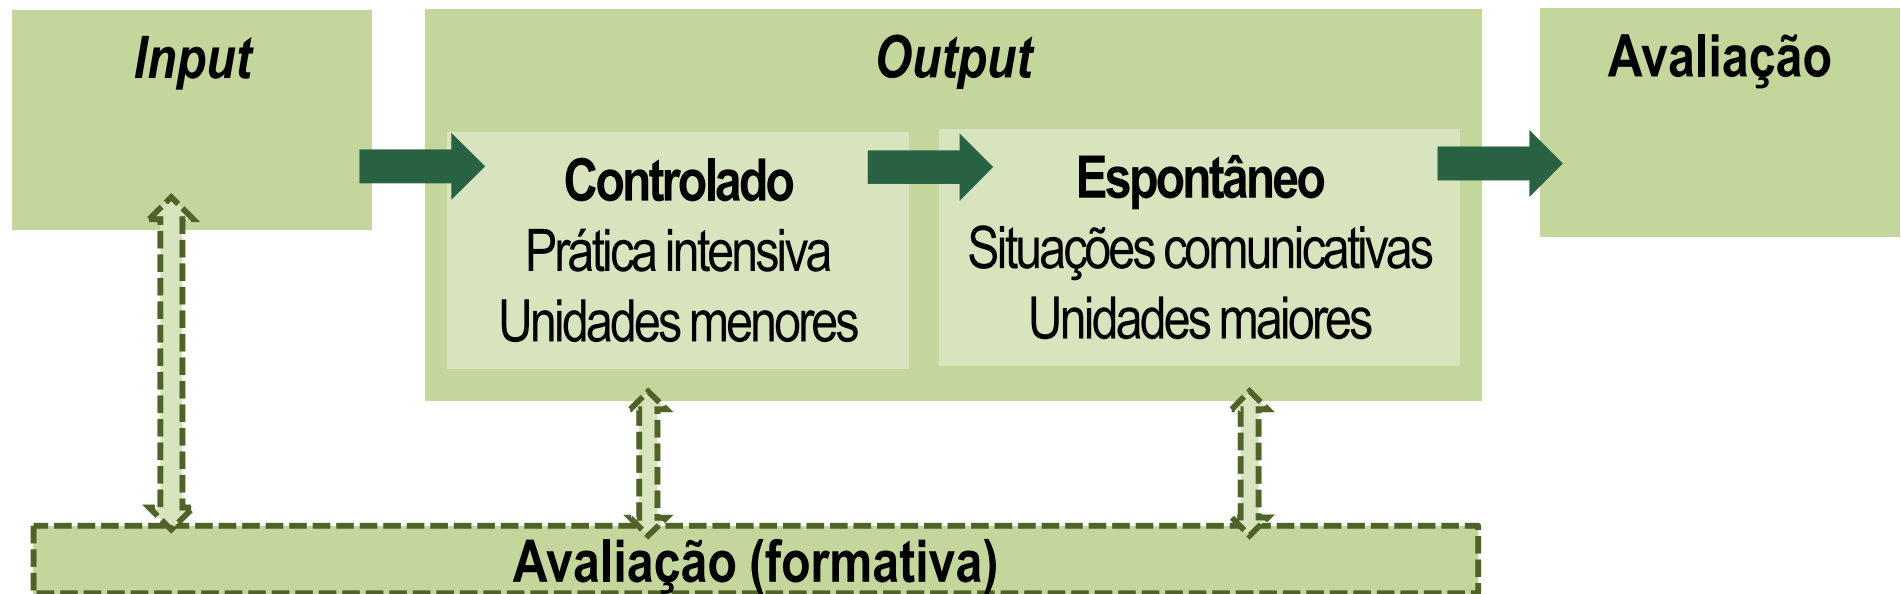 Input
Output
Avaliação
Controlado
Prática intensiva
Unidades menores
Espontâneo
Situações comunicativas
Unidades maiores
Avaliação (formativa)